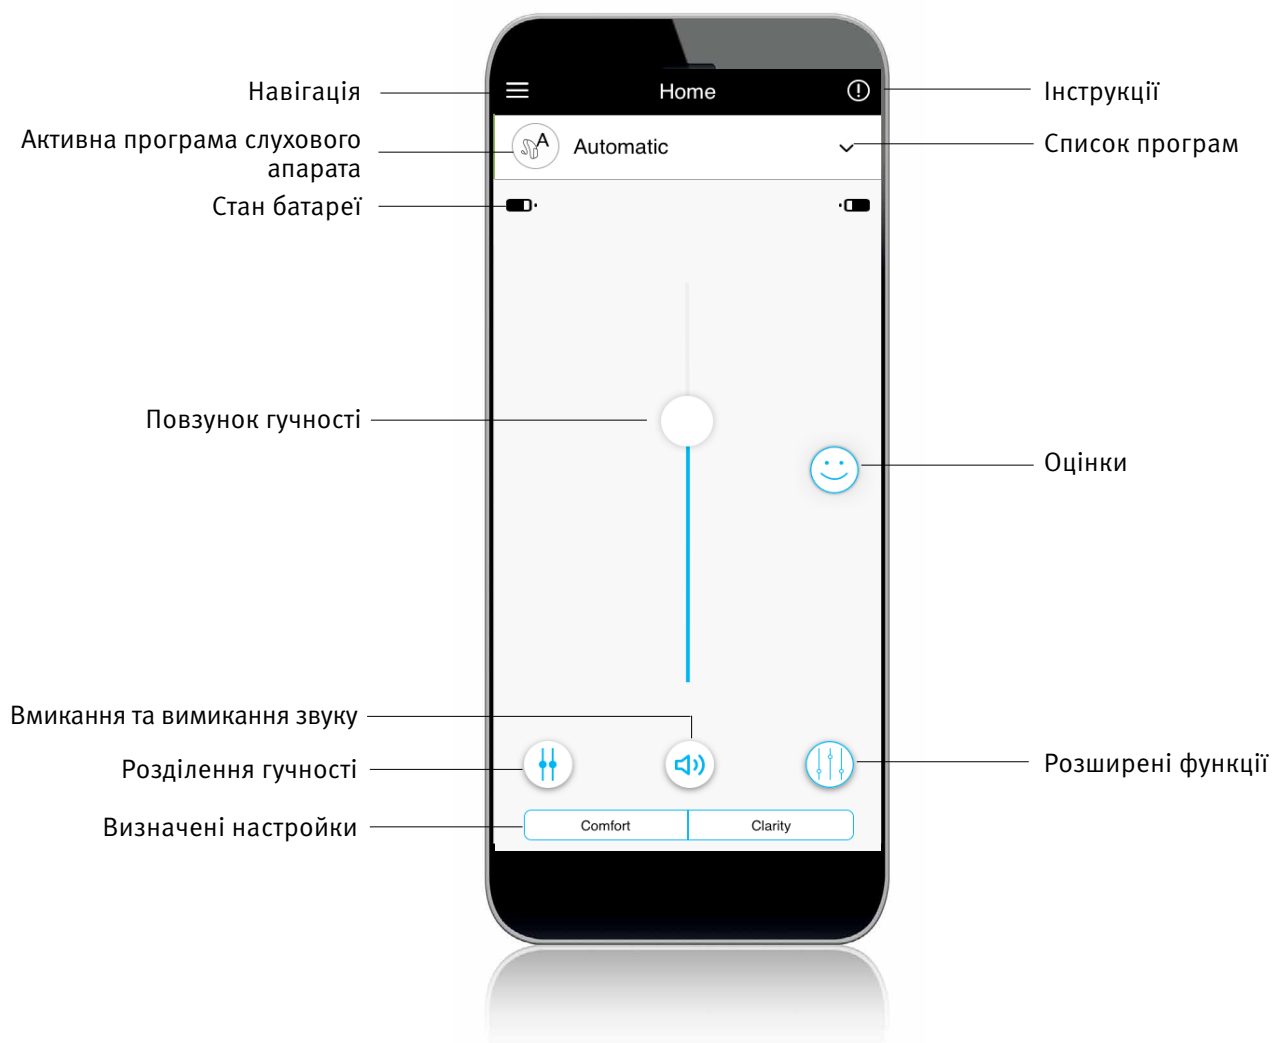 Навігація
Home
Інструкції
Активна програма слухового
апарата
A
Automatic
Список програм
Стан батареї
Повзунок гучності
Оцінки
Вмикання та вимикання звуку
Розділення гучності
Розширені функції
Визначені настройки
Comfort
Clarity